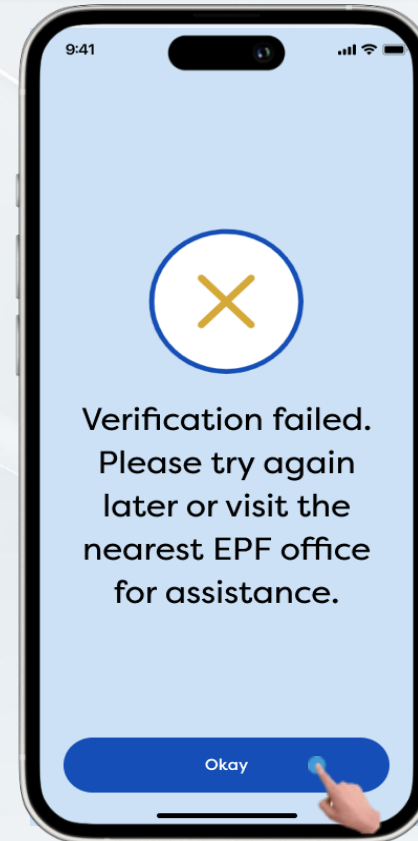 9:41
Verification failed.
Please try again
later or visit the
nearest EPF office
for assistance.
Okay